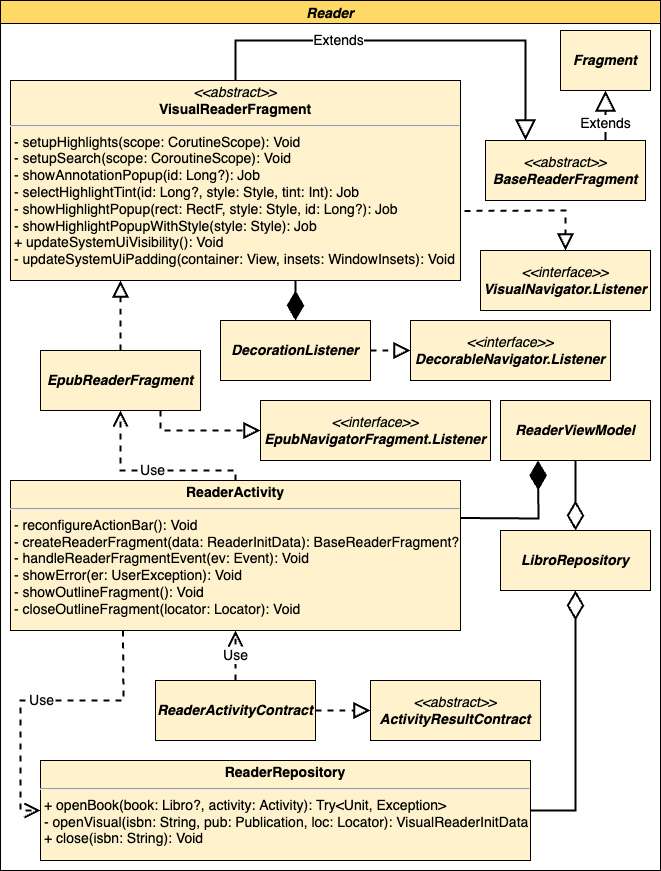 Reader
Extends
Fragment
Extends
<<abstract>>
VisualReaderFragment
- setupHighlights(scope: CorutineScope): Void
- setupSearch(scope: CoroutineScope): Void
- showAnnotationPopup(id: Long?): Job
- selectHighlightTint(id: Long?, style: Style, tint: Int): Job
- showHighlightPopup(rect: RectF, style: Style, id: Long?): Job
- showHighlightPopupWithStyle(style: Style): Job
+ updateSystemUiVisibility(): Void
- updateSystemUiPadding(container: View, insets: WindowInsets): Void
<<abstract>>
BaseReaderFragment
<<interface>>
VisualNavigator.Listener
DecorationListener
<<interface>>
DecorableNavigator.Listener
EpubReaderFragment
<<interface>>
EpubNavigatorFragment.Listener
ReaderViewModel
Use
ReaderActivity
- reconfigureActionBar(): Void
- createReaderFragment(data: ReaderInitData): BaseReaderFragment?
- handleReaderFragmentEvent(ev: Event): Void
- showError(er: UserException): Void
- showOutlineFragment(): Void
- closeOutlineFragment(locator: Locator): Void
LibroRepository
Use
Use
ReaderActivityContract
<<abstract>>
ActivityResultContract
ReaderRepository
+ openBook(book: Libro?, activity: Activity): Try<Unit, Exception>
- openVisual(isbn: String, pub: Publication, loc: Locator): VisualReaderInitData
+ close(isbn: String): Void